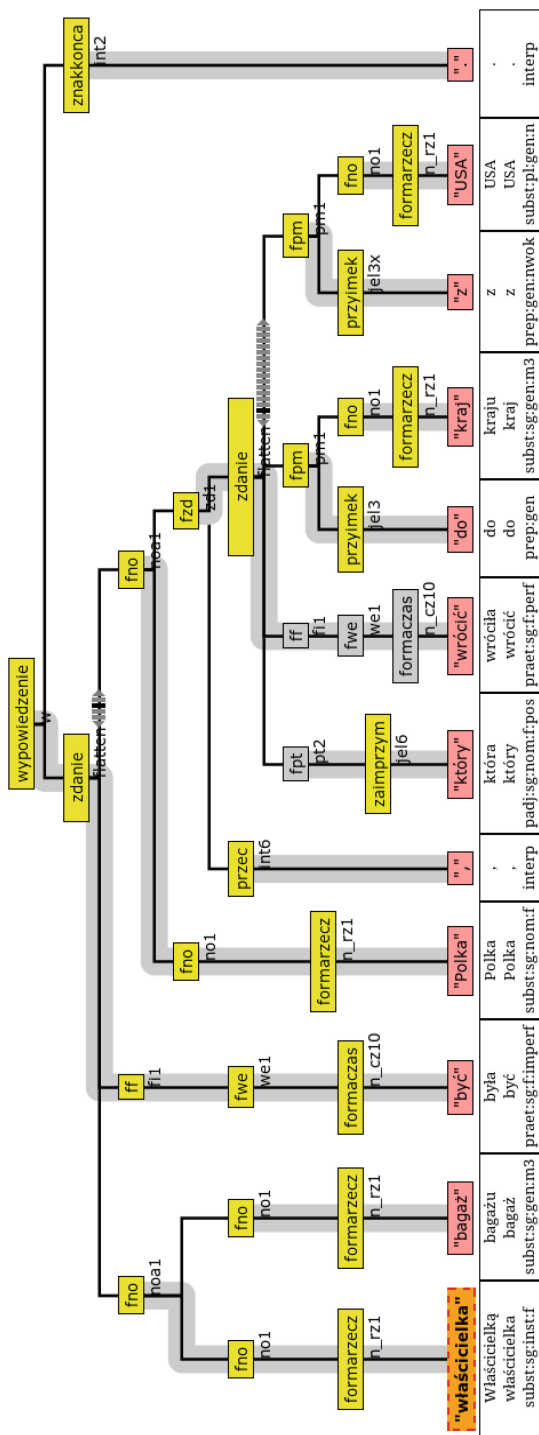 wypowiedzenie
w
zdanie
flatten
znakkonca
int2
fno
noa1
ff
fi1
fno
noa1
fno
no1
fno
no1
fwe
we1
fno
no1
fzd
zd1
przec
int6
zdanie
flatten
fpt
pt2
ff
fi1
fpm
pm1
fpm
pm1
formarzecz
n_rz1
formarzecz
n_rz1
formaczas
n_cz10
formarzecz
n_rz1
zaimprzym
jel6
fwe
we1
formaczas
n_cz10
przyimek
jel3
fno
no1
formarzecz
n_rz1
przyimek
jel3x
fno
no1
formarzecz
n_rz1
"właścicielka" "bagaż" "być" "Polka" "," "który" "wrócić" "do" "kraj" "z" "USA" "."
Właścicielką bagażu była Polka , która wróciła do kraju z USA .
właścicielka bagaż być Polka , który wrócić do kraj z USA .
subst:sg:inst:f subst:sg:gen:m3 praet:sg:f:imperf subst:sg:nom:f interp padj:sg:nom:f:pos praet:sg:f:perf prep:gen subst:sg:gen:m3 prep:gen:nwok subst:pl:gen:n interp